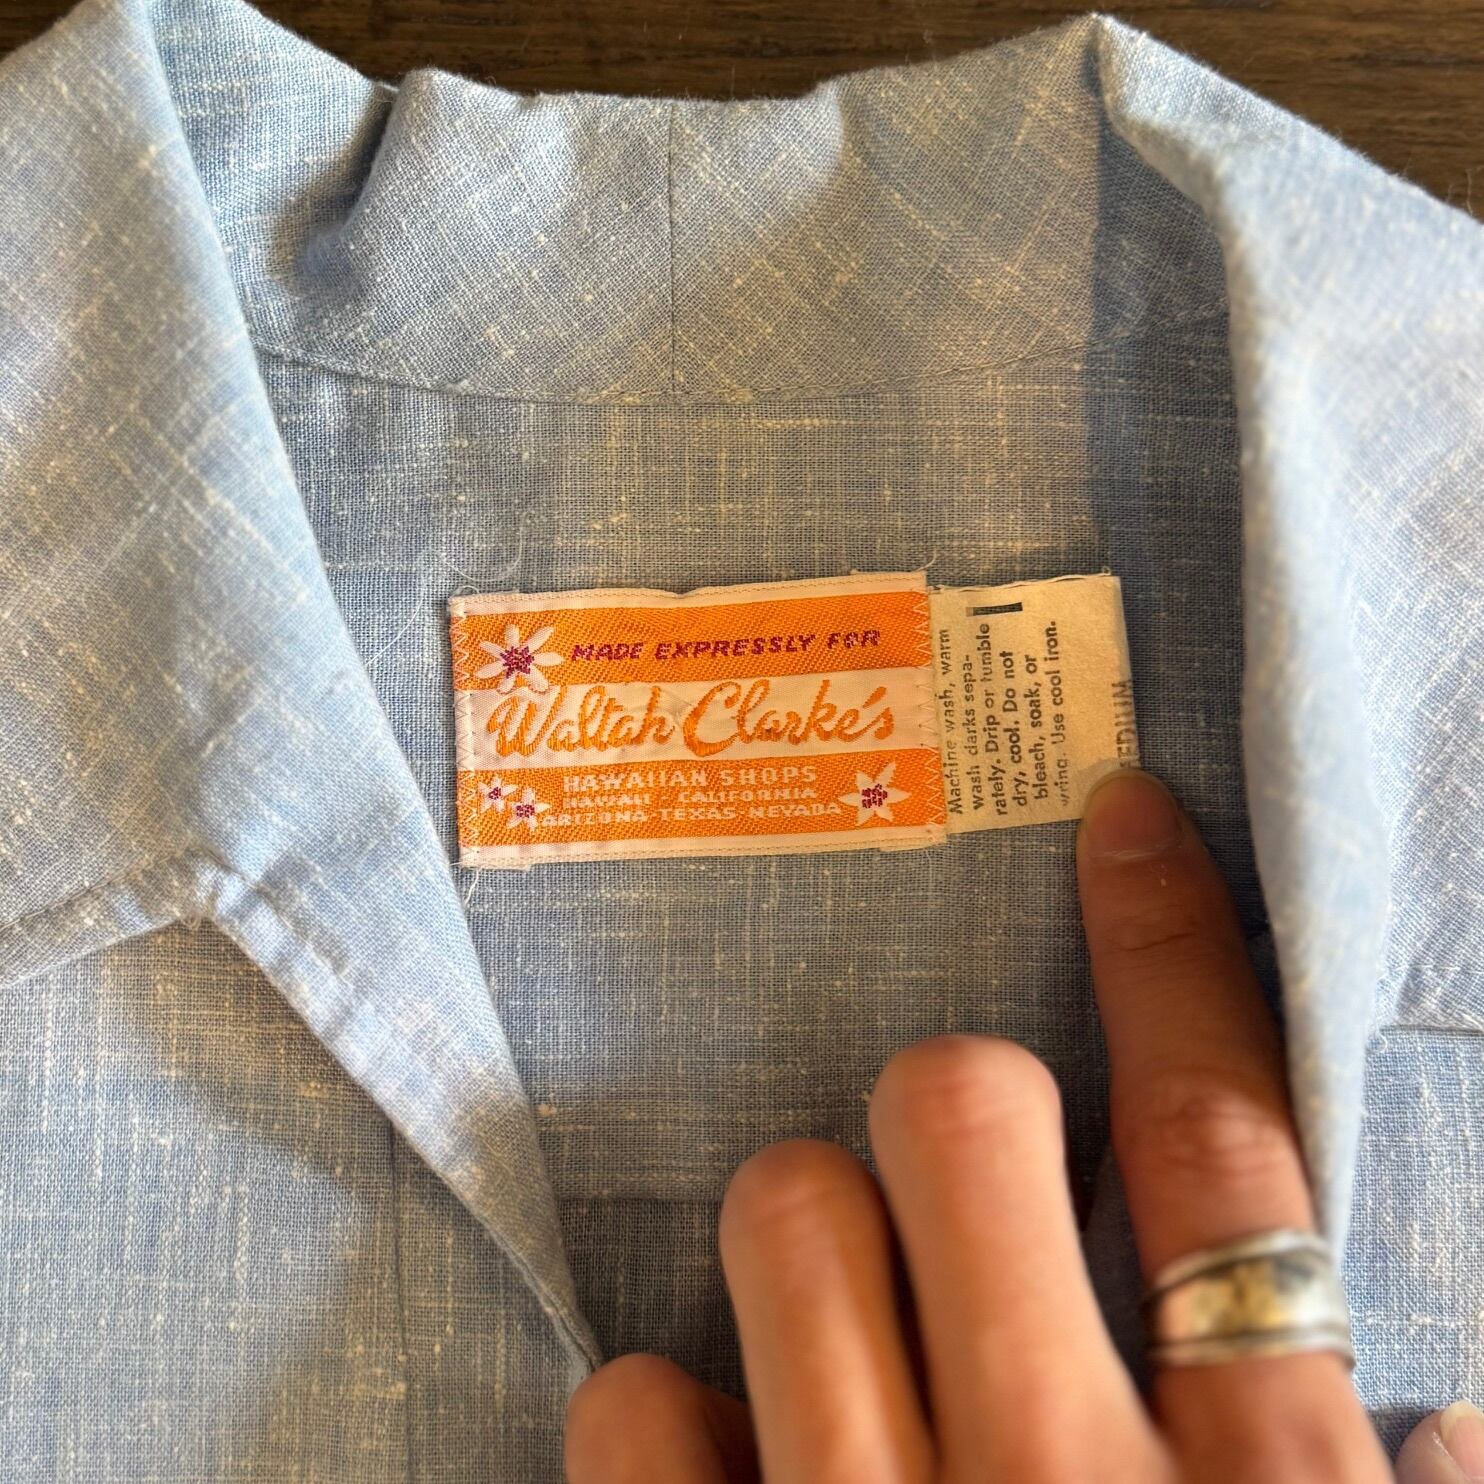 MADE EXPRESSLY FOR
Waltah Clarke's
HAWAIIAN SHOPS
HAWAII CALIFORNIA
ARIZONA TEXAS NEVADA
Machine wash, warm
wash darks sepa-
rately. Drip or tumble
dry, cool. Do not
bleach, soak, or
wring. Use cool iron.
EDIUM